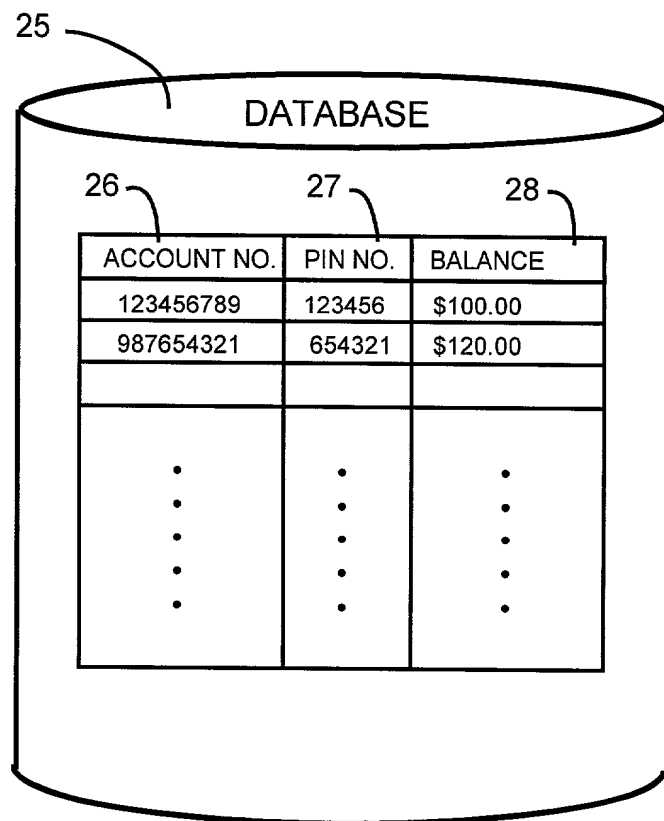 25
DATABASE
26 27 28
ACCOUNT NO. PIN NO. BALANCE
123456789 123456 $100.00
987654321 654321 $120.00